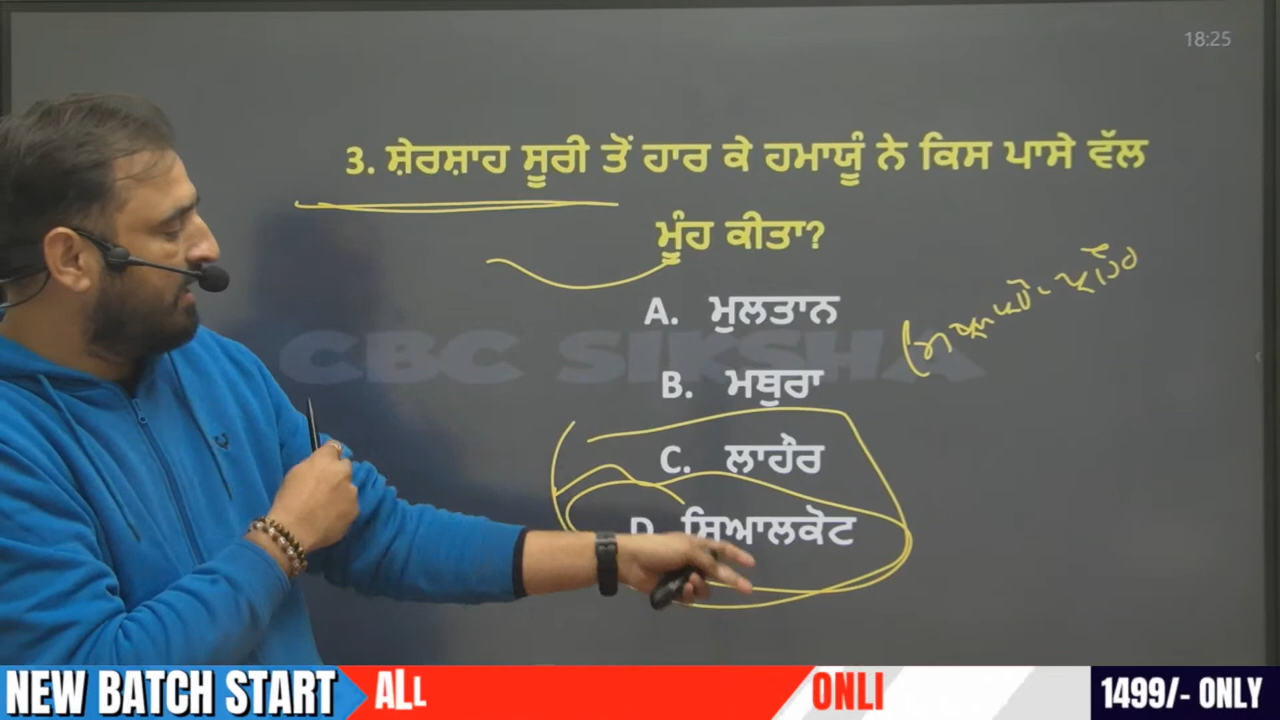 18:25
3. ਸ਼ੇਰਸ਼ਾਹ ਸੂਰੀ ਤੋਂ ਹਾਰ ਕੇ ਹਮਾਯੂੰ ਨੇ ਕਿਸ ਪਾਸੇ ਵੱਲ
ਮੂੰਹ ਕੀਤਾ?
A. ਮੁਲਤਾਨ
B. ਮਥੁਰਾ
CBC SIKSHA
C. ਲਾਹੌਰ
D. ਸਿਆਲਕੋਟ
NEW BATCH START ALL ONLI 1499/- ONLY